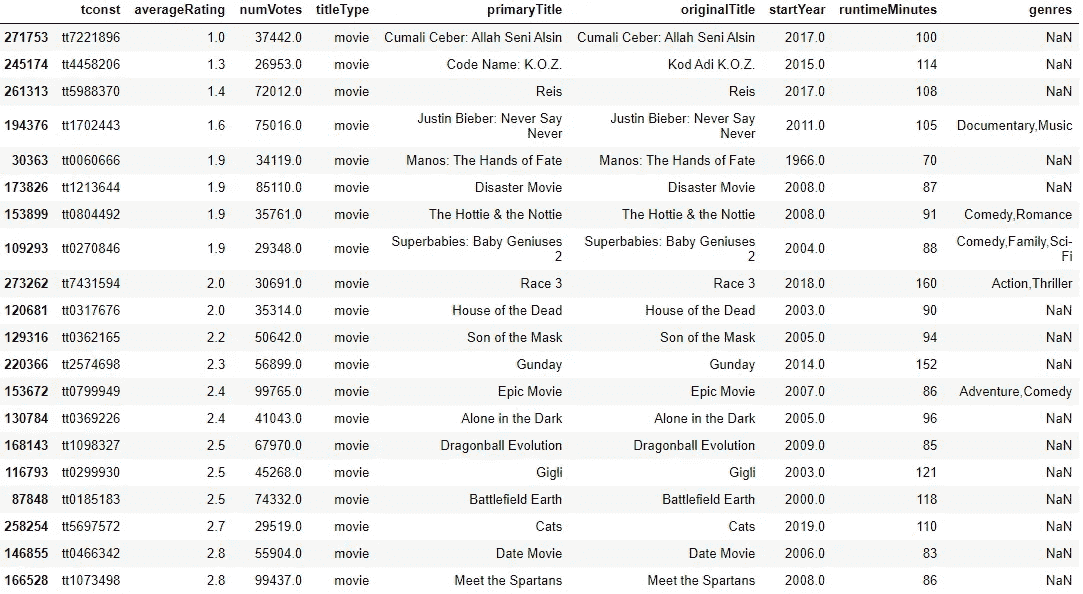 tconst averageRating numVotes titleType primaryTitle originalTitle startYear runtimeMinutes genres
271753 tt7221896 1.0 37442.0 movie Cumali Ceber: Allah Seni Alsin Cumali Ceber: Allah Seni Alsin 2017.0 100 NaN
245174 tt4458206 1.3 26953.0 movie Code Name: K.O.Z. Kod Adi K.O.Z. 2015.0 114 NaN
261313 tt5988370 1.4 72012.0 movie Reis Reis 2017.0 108 NaN
194376 tt1702443 1.6 75016.0 movie Justin Bieber: Never Say Never Justin Bieber: Never Say Never 2011.0 105 Documentary,Music
30363 tt0060666 1.9 34119.0 movie Manos: The Hands of Fate Manos: The Hands of Fate 1966.0 70 NaN
173826 tt1213644 1.9 85110.0 movie Disaster Movie Disaster Movie 2008.0 87 NaN
153899 tt0804492 1.9 35761.0 movie The Hottie & the Nottie The Hottie & the Nottie 2008.0 91 Comedy,Romance
109293 tt0270846 1.9 29348.0 movie Superbabies: Baby Geniuses 2 Superbabies: Baby Geniuses 2 2004.0 88 Comedy,Family,Sci-Fi
273262 tt7431594 2.0 30691.0 movie Race 3 Race 3 2018.0 160 Action,Thriller
120681 tt0317676 2.0 35314.0 movie House of the Dead House of the Dead 2003.0 90 NaN
129316 tt0362165 2.2 50642.0 movie Son of the Mask Son of the Mask 2005.0 94 NaN
220366 tt2574698 2.3 56899.0 movie Gunday Gunday 2014.0 152 NaN
153672 tt0799949 2.4 99765.0 movie Epic Movie Epic Movie 2007.0 86 Adventure,Comedy
130784 tt0369226 2.4 41043.0 movie Alone in the Dark Alone in the Dark 2005.0 96 NaN
168143 tt1098327 2.5 67970.0 movie Dragonball Evolution Dragonball Evolution 2009.0 85 NaN
116793 tt0299930 2.5 45268.0 movie Gigli Gigli 2003.0 121 NaN
87848 tt0185183 2.5 74332.0 movie Battlefield Earth Battlefield Earth 2000.0 118 NaN
258254 tt5697572 2.7 29519.0 movie Cats Cats 2019.0 110 NaN
146855 tt0466342 2.8 55904.0 movie Date Movie Date Movie 2006.0 83 NaN
166528 tt1073498 2.8 99437.0 movie Meet the Spartans Meet the Spartans 2008.0 86 NaN